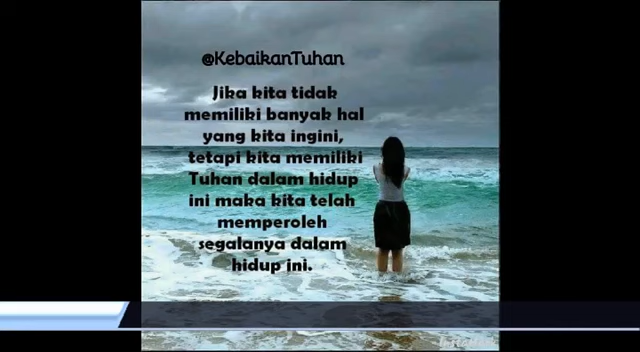 @KebaikanTuhan
Jika kita tidak
memiliki banyak hal
yang kita ingini,
tetapi kita memiliki
Tuhan dalam hidup
ini maka kita telah
memperoleh
segalanya dalam
hidup ini.